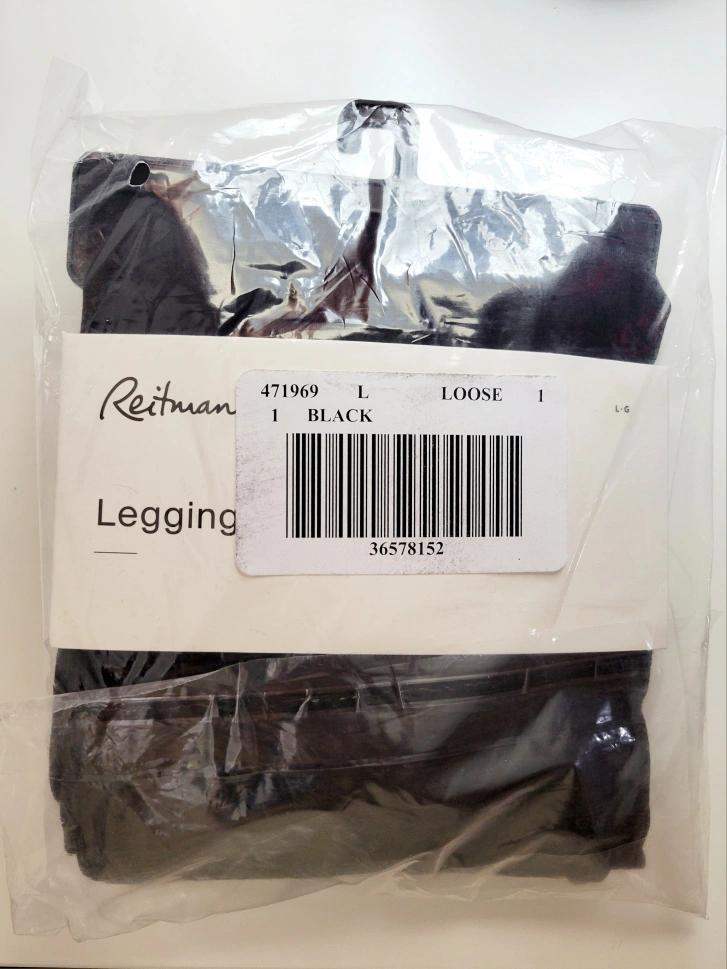 471969 L LOOSE 1
1 BLACK
36578152
Reitman
L·G
Legging